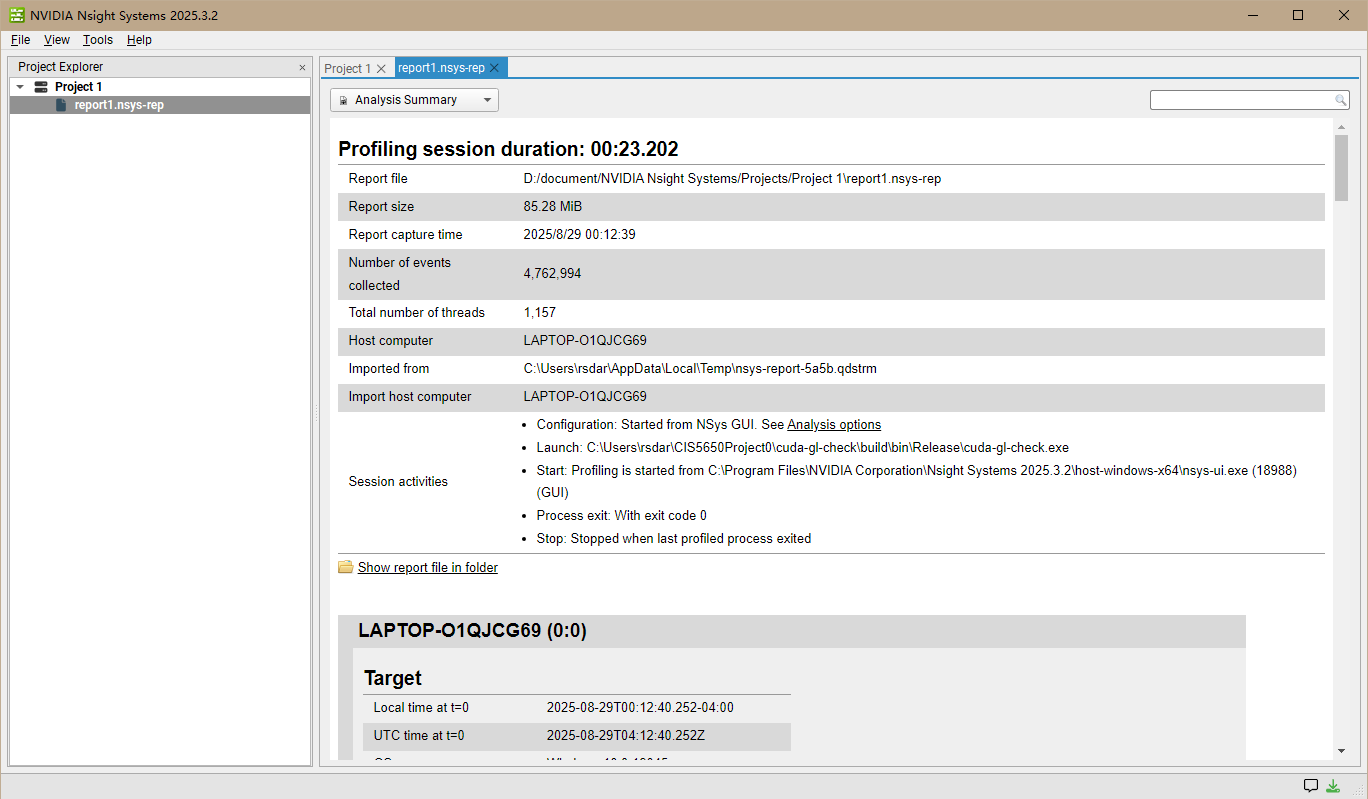 NVIDIA Nsight Systems 2025.3.2
File View Tools Help
Project Explorer
Project 1
report1.nsys-rep
Project 1 report1.nsys-rep
Analysis Summary
Profiling session duration: 00:23.202
Report file D:/document/NVIDIA Nsight Systems/Projects/Project 1\report1.nsys-rep
Report size 85.28 MiB
Report capture time 2025/8/29 00:12:39
Number of events
collected
4,762,994
Total number of threads 1,157
Host computer LAPTOP-O1QJCG69
Imported from C:\Users\rsdar\AppData\Local\Temp\nsys-report-5a5b.qdstrm
Import host computer LAPTOP-O1QJCG69
Session activities
• Configuration: Started from NSys GUI. See Analysis options
• Launch: C:\Users\rsdar\CIS5650Project0\cuda-gl-check\build\bin\Release\cuda-gl-check.exe
• Start: Profiling is started from C:\Program Files\NVIDIA Corporation\Nsight Systems 2025.3.2\host-windows-x64\nsys-ui.exe (18988)
(GUI)
• Process exit: With exit code 0
• Stop: Stopped when last profiled process exited
Show report file in folder
LAPTOP-O1QJCG69 (0:0)
Target
Local time at t=0 2025-08-29T00:12:40.252-04:00
UTC time at t=0 2025-08-29T04:12:40.252Z